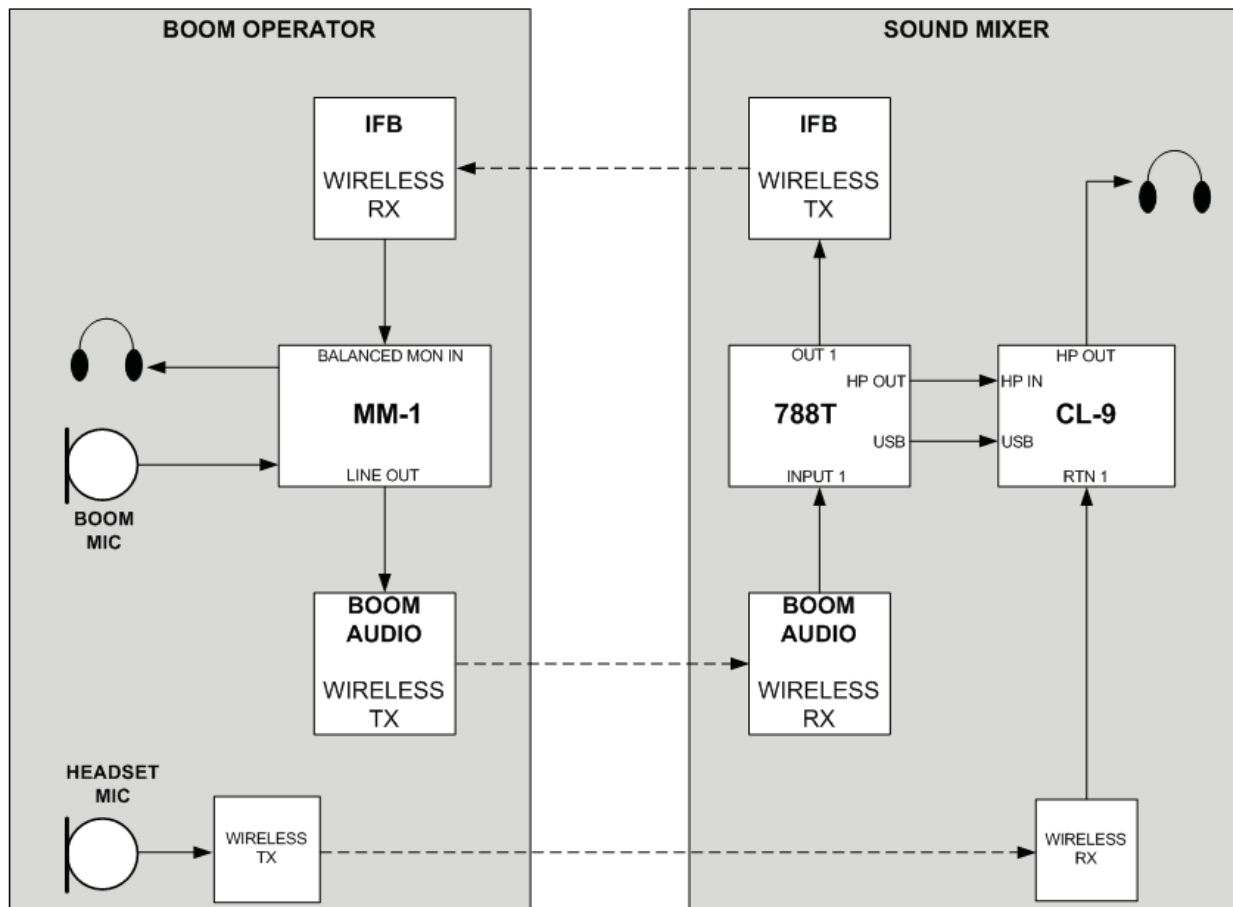 BOOM OPERATOR
IFB
WIRELESS
RX
BALANCED MON IN
MM-1
LINE OUT
BOOM
MIC
BOOM
AUDIO
WIRELESS
TX
HEADSET
MIC
WIRELESS
TX
SOUND MIXER
IFB
WIRELESS
TX
OUT 1
HP OUT
788T
USB
INPUT 1
HP OUT
HP IN
CL-9
USB
RTN 1
BOOM
AUDIO
WIRELESS
RX
WIRELESS
RX